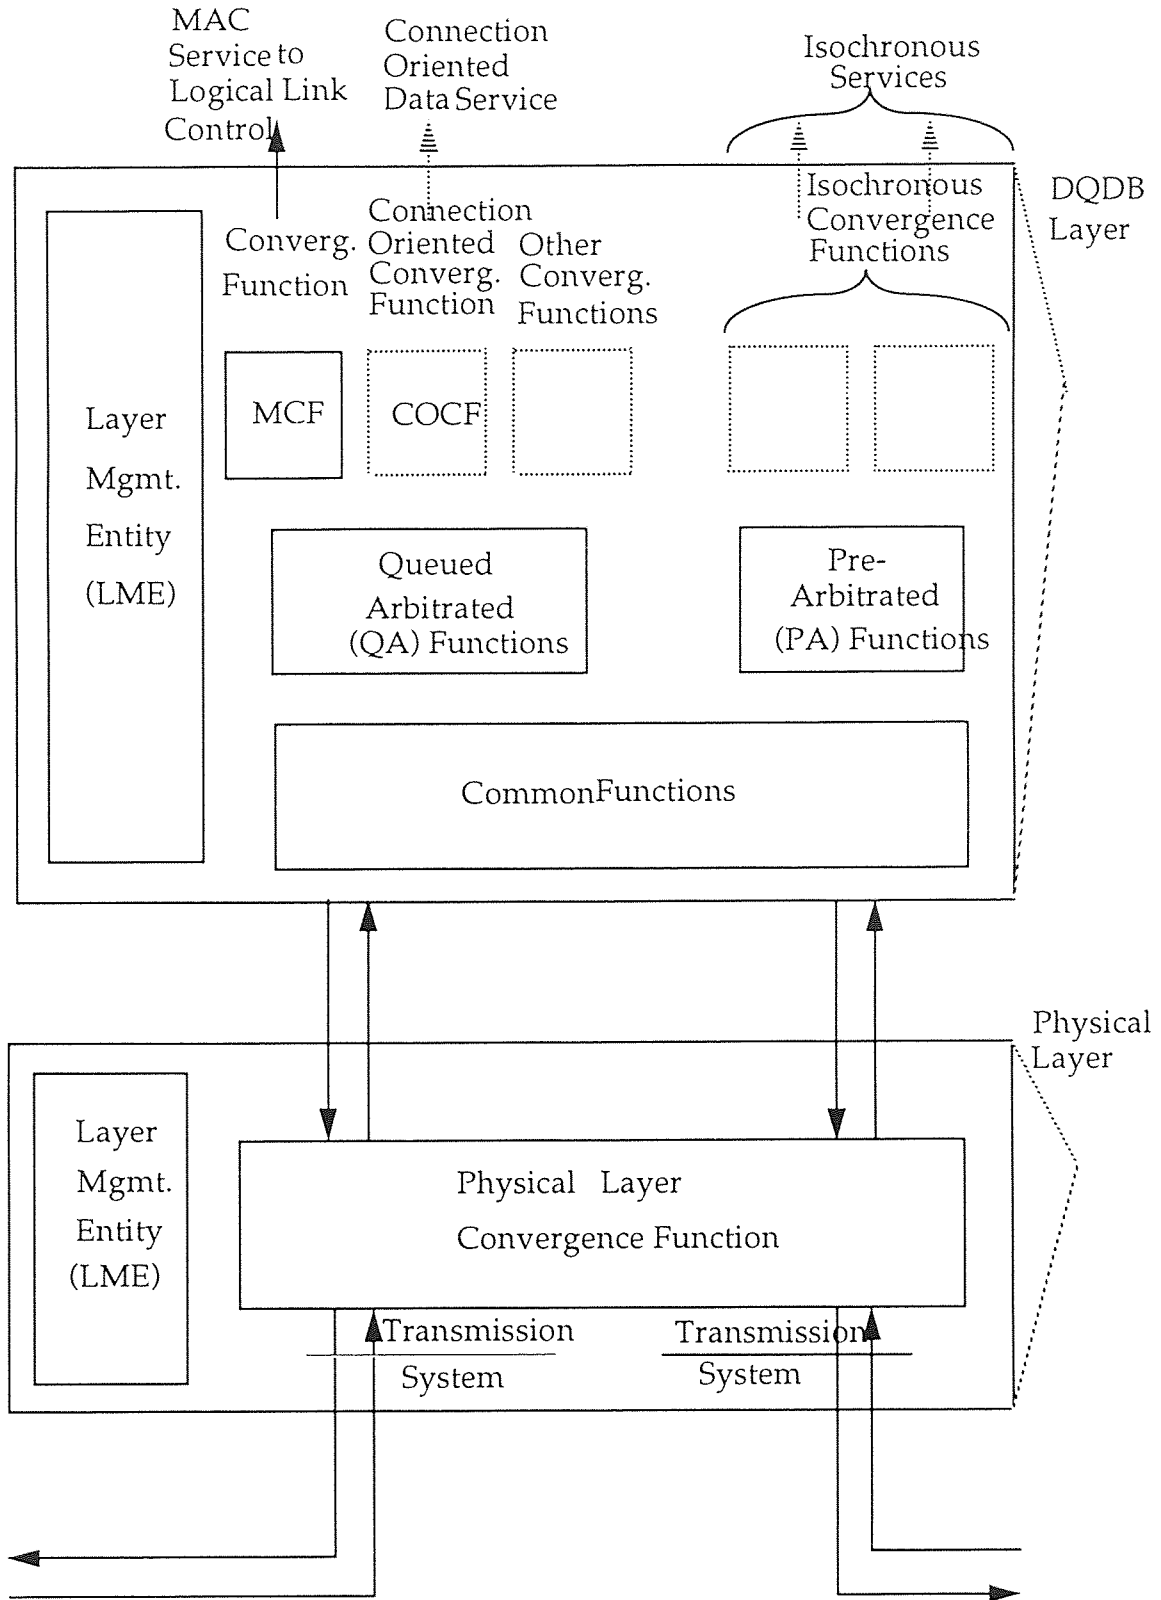 MAC
Service to
Logical Link
Control
Connection
Oriented
Data Service
Isochronous
Services
DQDB
Layer
Converg.
Function
Connection
Oriented
Converg.
Function
Other
Converg.
Functions
Isochronous
Convergence
Functions
Layer
Mgmt.
Entity
(LME)
MCF
COCF
Queued
Arbitrated
(QA) Functions
Pre-
Arbitrated
(PA) Functions
Common Functions
Physical
Layer
Layer
Mgmt.
Entity
(LME)
Physical Layer
Convergence Function
Transmission
System
Transmission
System